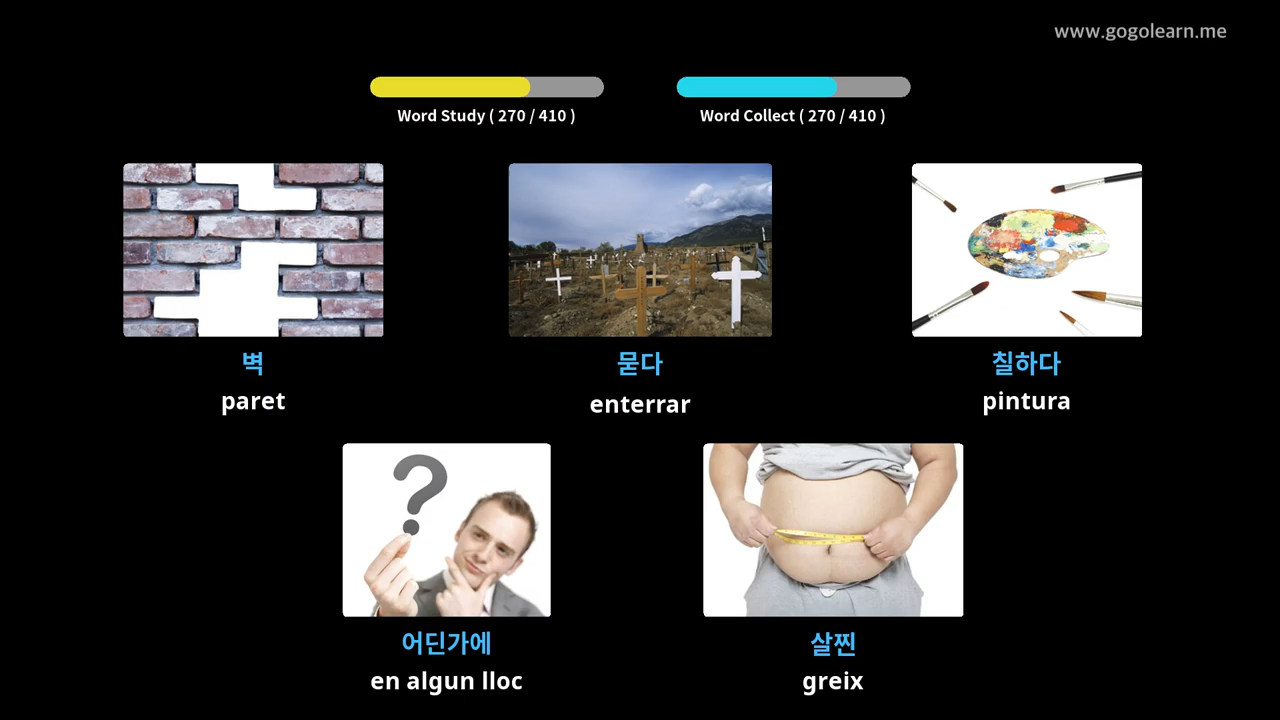 www.gogolearn.me
Word Study ( 270 / 410 )
Word Collect ( 270 / 410 )
벽
paret
묻다
enterrar
칠하다
pintura
어딘가에
en algun lloc
살찐
greix